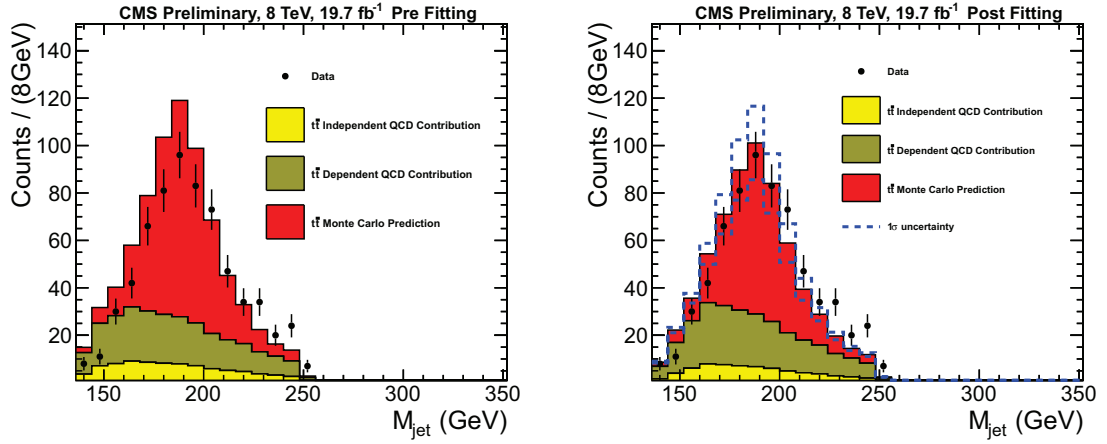 CMS Preliminary, 8 TeV, 19.7 fb⁻¹ Pre Fitting
Counts / (8GeV)
140
120
100
80
60
40
20
Data
tt̄ Independent QCD Contribution
tt̄ Dependent QCD Contribution
tt̄ Monte Carlo Prediction
150 200 250 300 350
M_jet (GeV)
CMS Preliminary, 8 TeV, 19.7 fb⁻¹ Post Fitting
Counts / (8GeV)
140
120
100
80
60
40
20
Data
tt̄ Independent QCD Contribution
tt̄ Dependent QCD Contribution
tt̄ Monte Carlo Prediction
1σ uncertainty
150 200 250 300 350
M_jet (GeV)